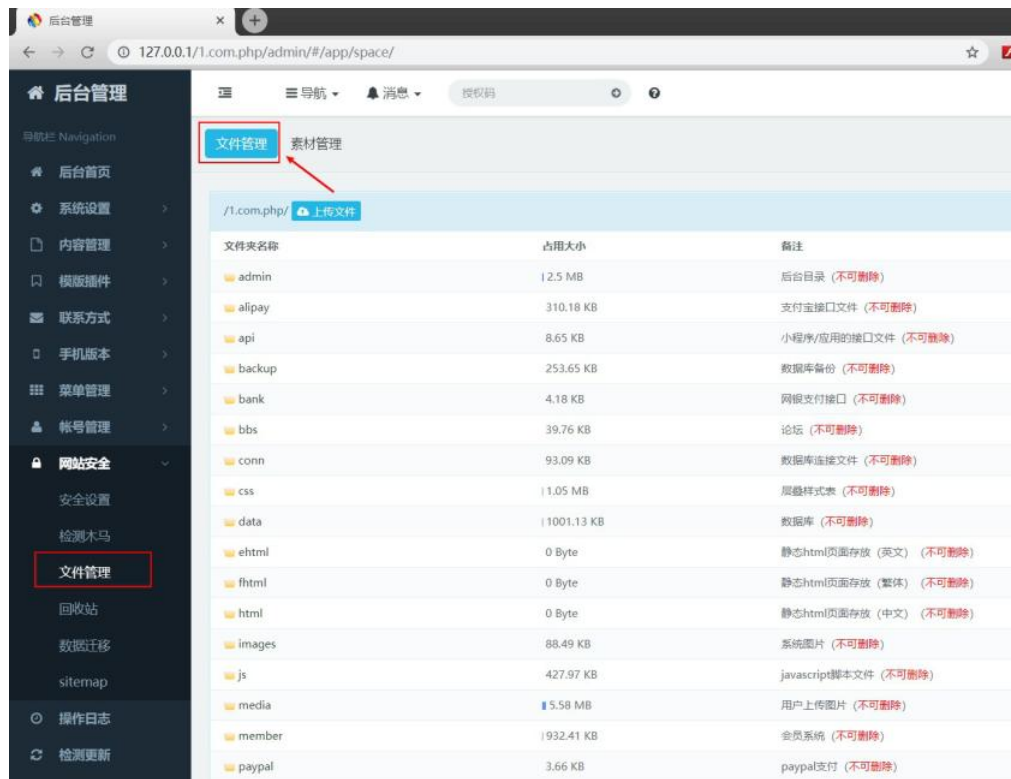 后台管理
127.0.0.1/1.com.php/admin/#/app/space/
后台管理
导航 消息 授权码
导航栏 Navigation
文件管理 素材管理
后台首页
系统设置
内容管理
模版插件
联系方式
手机版本
菜单管理
帐号管理
网站安全
安全设置
检测木马
文件管理
回收站
数据迁移
sitemap
操作日志
检测更新
/1.com.php/ 上传文件
文件夹名称 占用大小 备注
admin 2.5 MB 后台目录 (不可删除)
alipay 310.18 KB 支付宝接口文件 (不可删除)
api 8.65 KB 小程序/应用的接口文件 (不可删除)
backup 253.65 KB 数据库备份 (不可删除)
bank 4.18 KB 网银支付接口 (不可删除)
bbs 39.76 KB 论坛 (不可删除)
conn 93.09 KB 数据库连接文件 (不可删除)
css 1.05 MB 层叠样式表 (不可删除)
data 1001.13 KB 数据库 (不可删除)
ehtml 0 Byte 静态html页面存放 (英文) (不可删除)
fhtml 0 Byte 静态html页面存放 (繁体) (不可删除)
html 0 Byte 静态html页面存放 (中文) (不可删除)
images 88.49 KB 系统图片 (不可删除)
js 427.97 KB javascript脚本文件 (不可删除)
media 5.58 MB 用户上传图片 (不可删除)
member 932.41 KB 会员系统 (不可删除)
paypal 3.66 KB paypal支付 (不可删除)